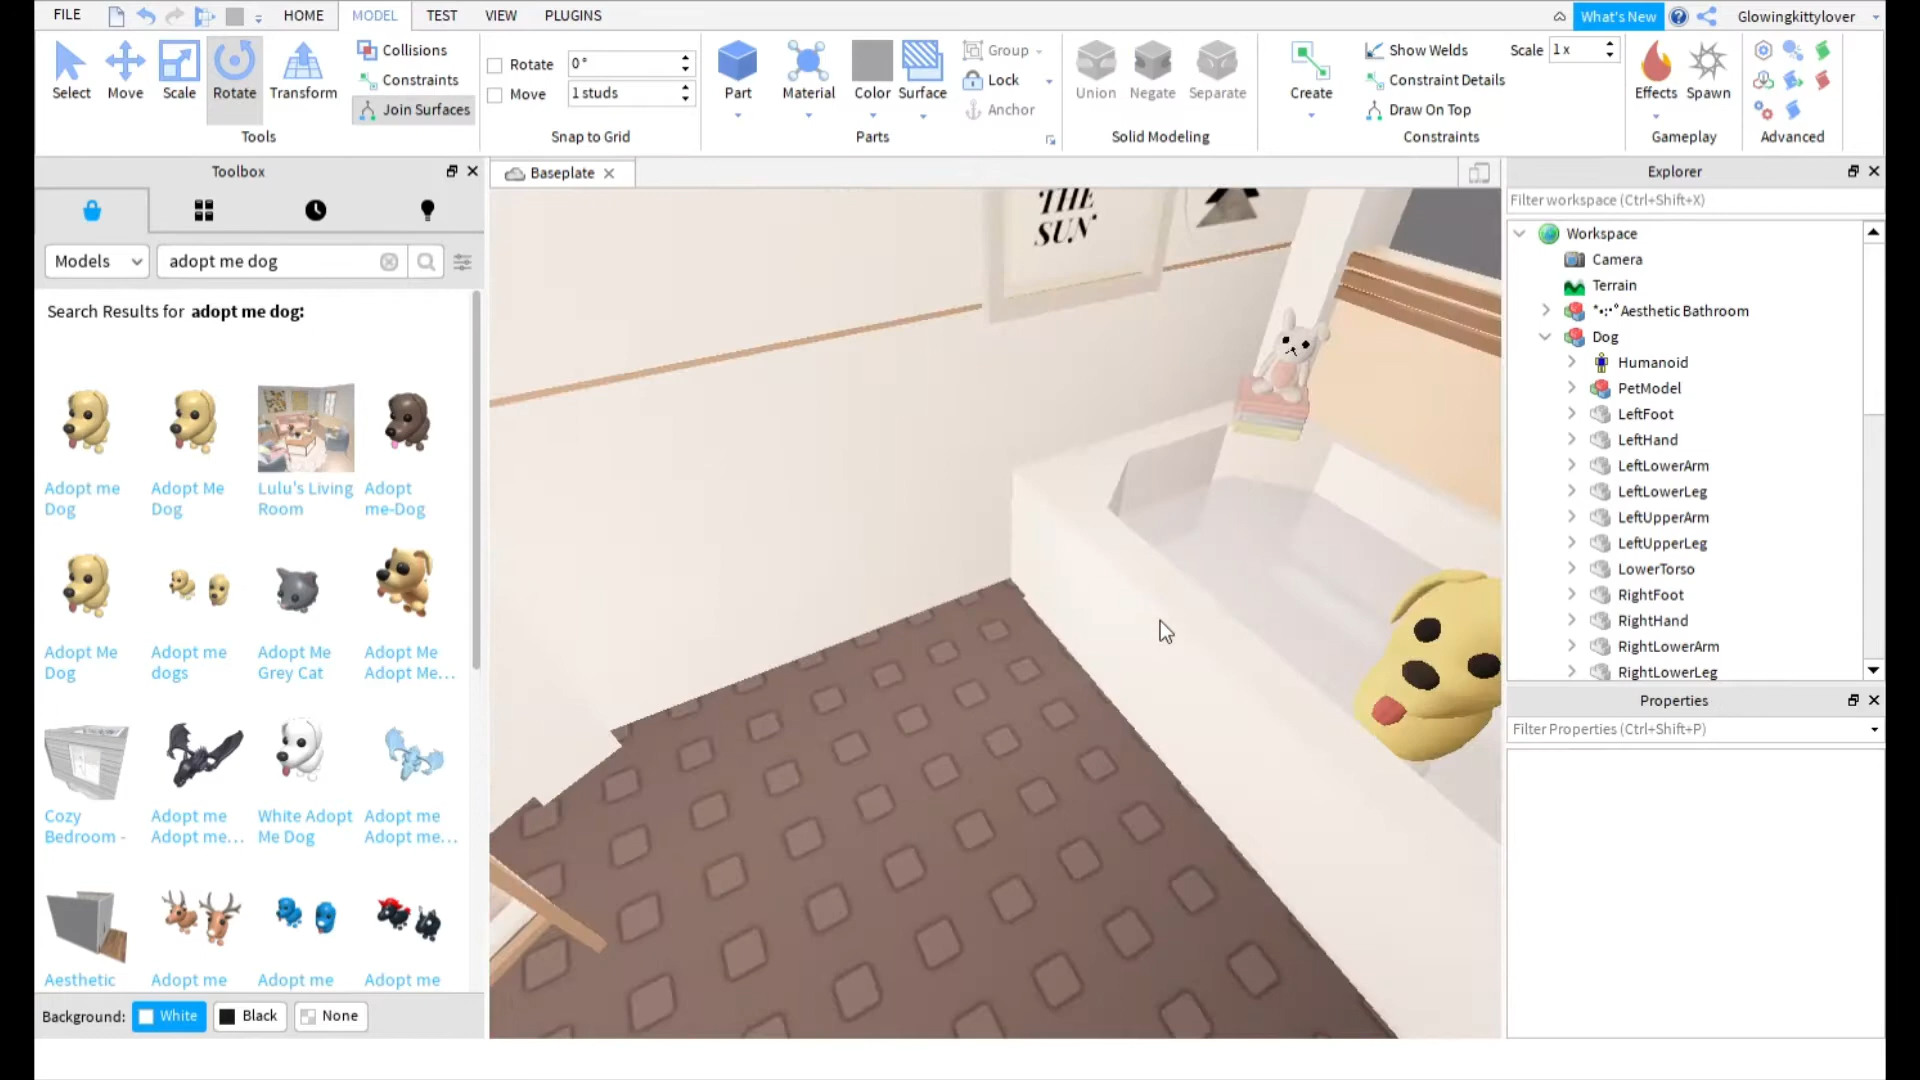 FILE HOME MODEL TEST VIEW PLUGINS What's New Glowingkittylover
Select Move Scale Rotate Transform
Collisions
Constraints
Join Surfaces
Tools
Rotate 0°
Move 1 studs
Snap to Grid
Part Material Color Surface
Group
Lock
Anchor
Parts
Union Negate Separate
Solid Modeling
Create
Show Welds Scale 1 x
Constraint Details
Draw On Top
Constraints
Effects Spawn
Gameplay
Advanced
Toolbox
Models adopt me dog
Search Results for adopt me dog:
Adopt me Dog
Adopt Me Dog
Lulu's Living Room
Adopt me-Dog
Adopt Me Dog
Adopt me dogs
Adopt Me Grey Cat
Adopt Me Adopt Me...
Cozy Bedroom -
Adopt me Adopt me...
White Adopt Me Dog
Adopt me Adopt me...
Aesthetic
Adopt me
Adopt me
Adopt me
Background: White Black None
Baseplate
THE
SUN
Explorer
Filter workspace (Ctrl+Shift+X)
Workspace
Camera
Terrain
*•:•°Aesthetic Bathroom
Dog
Humanoid
PetModel
LeftFoot
LeftHand
LeftLowerArm
LeftLowerLeg
LeftUpperArm
LeftUpperLeg
LowerTorso
RightFoot
RightHand
RightLowerArm
RightLowerLeg
Properties
Filter Properties (Ctrl+Shift+P)